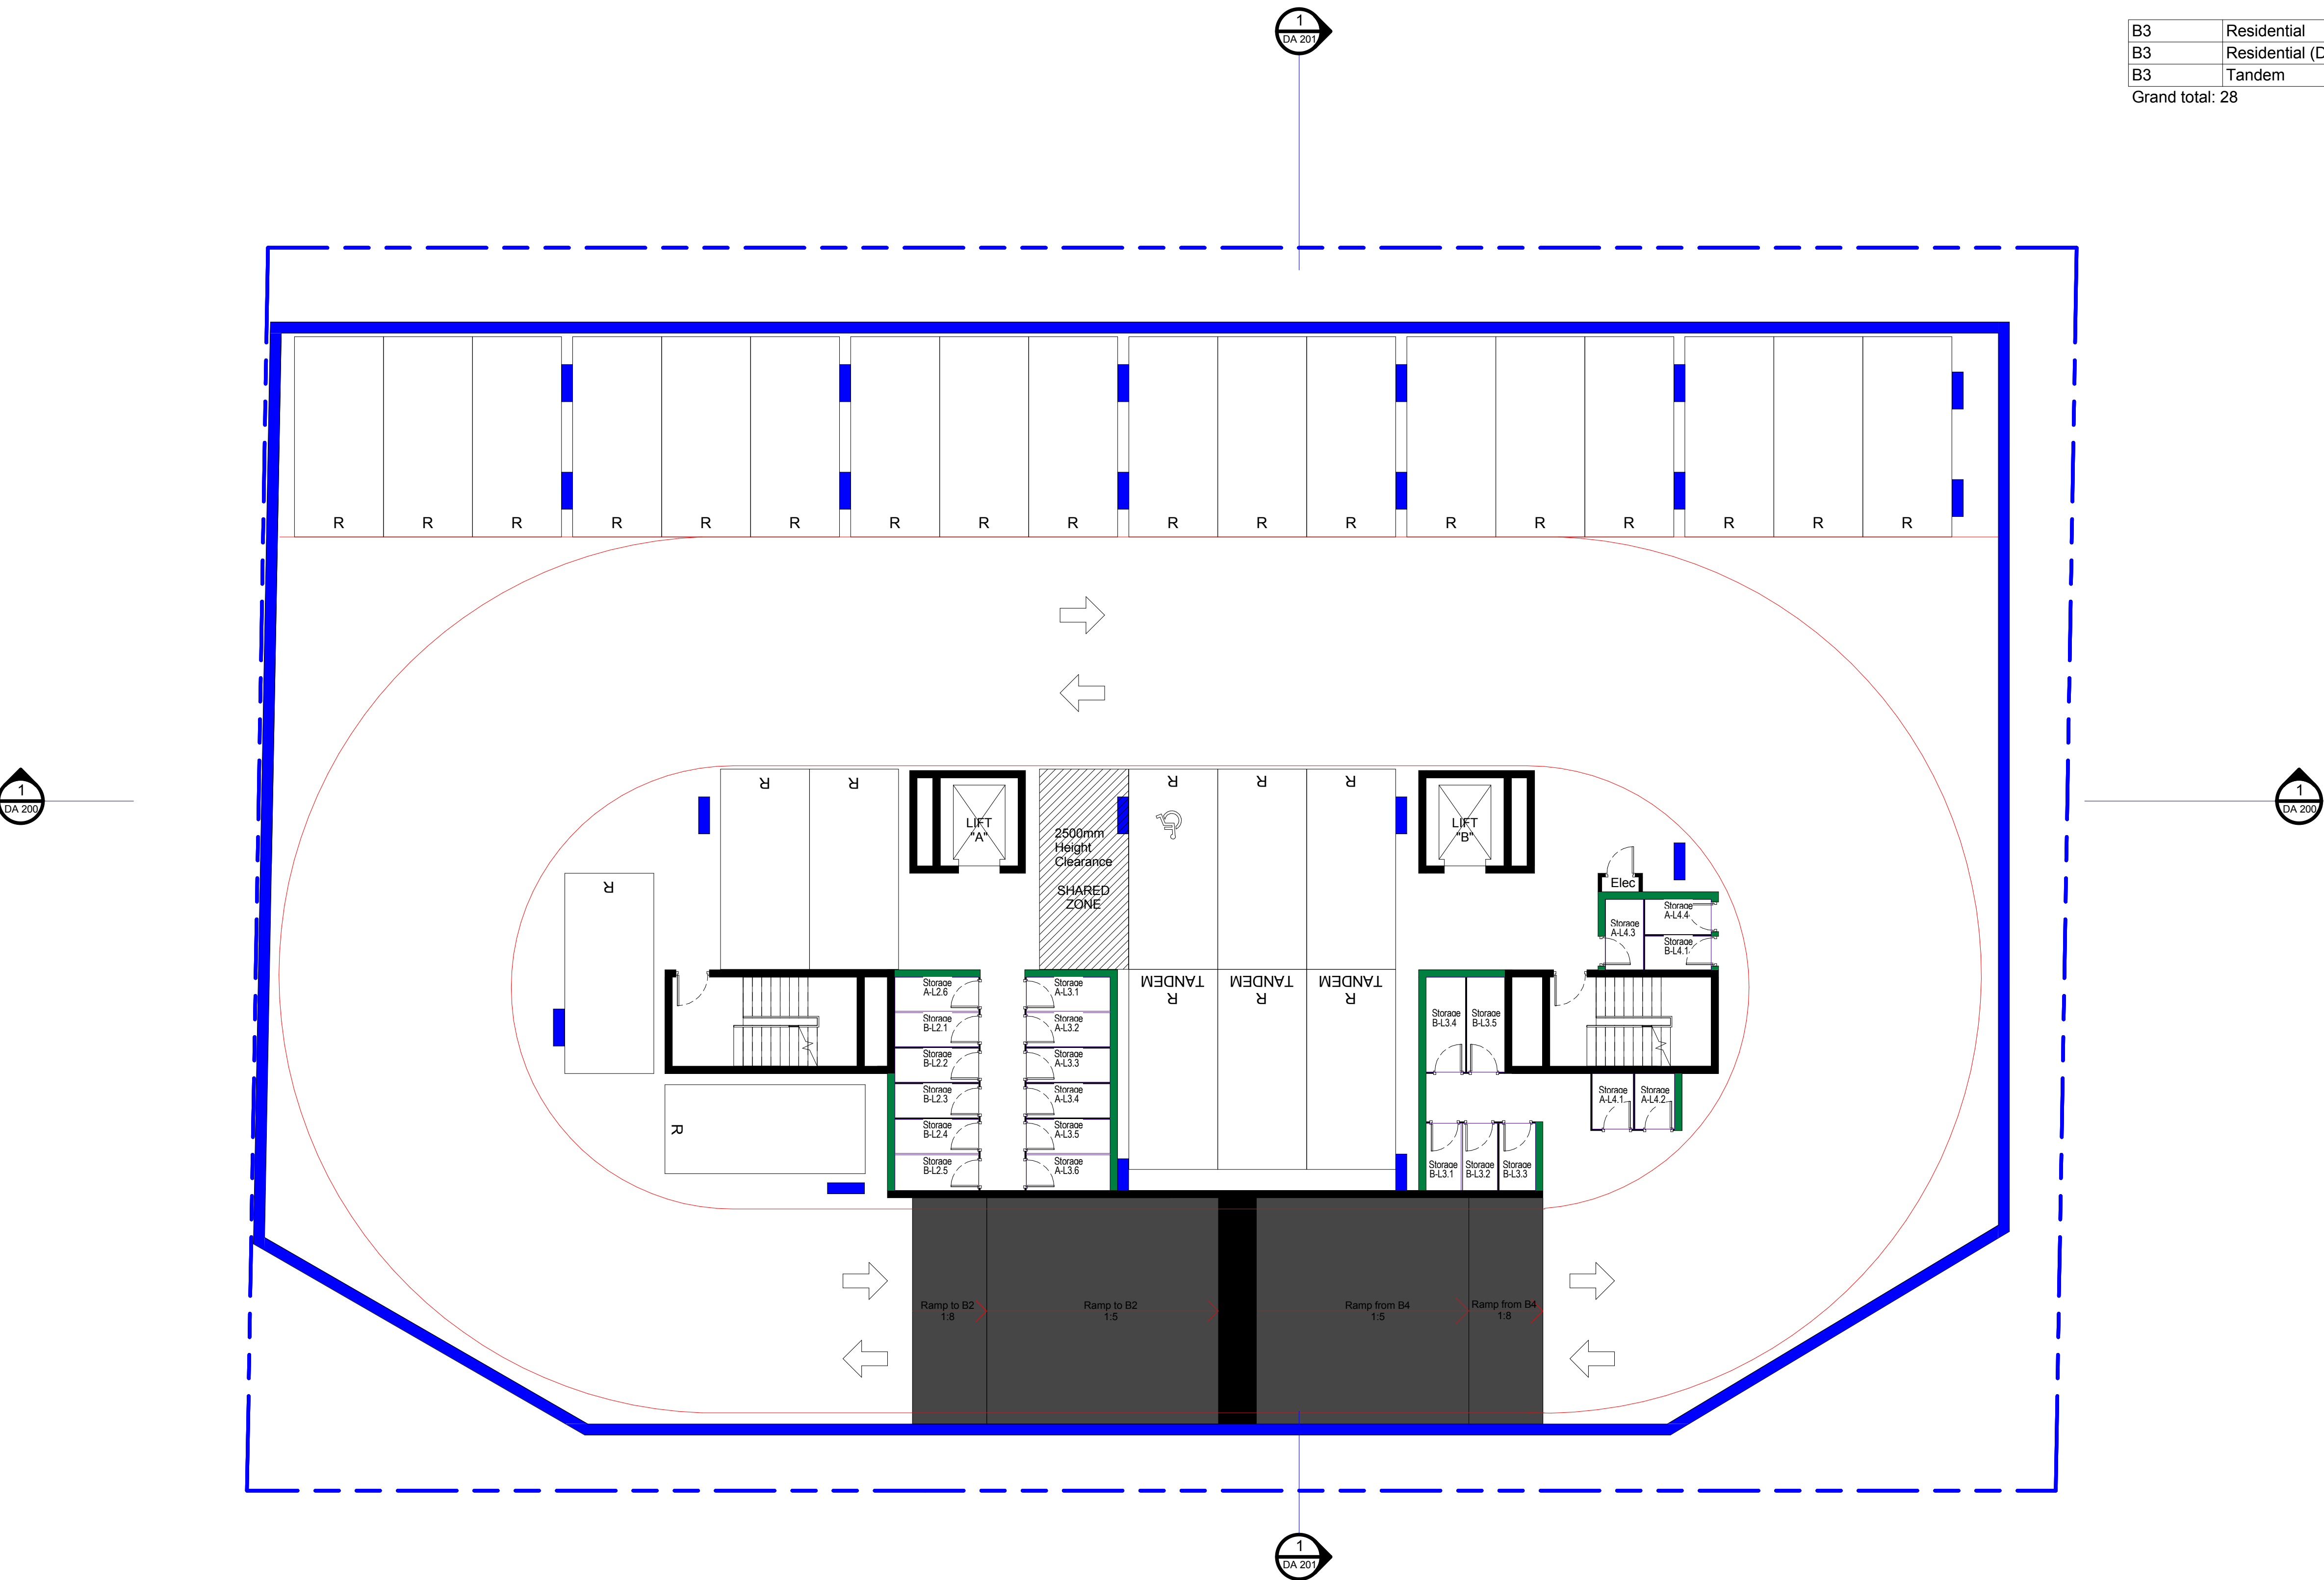 1
DA 201
B3 Residential
B3 Residential (D
B3 Tandem
Grand total: 28
R R R R R R R R R R R R R R R R R R
R R R R R
1
DA 200
1
DA 200
LIFT
"A"
2500mm
Height
Clearance
SHARED
ZONE
LIFT
"B"
R
Elec
Storage
A-L4.4
Storage
A-L4.3
Storage
B-L4.1
TANDEM TANDEM TANDEM
R R R
Storage
A-L2.6
Storage
A-L3.1
Storage
B-L2.1
Storage
A-L3.2
Storage
B-L2.2
Storage
A-L3.3
Storage
B-L2.3
Storage
A-L3.4
Storage
B-L2.4
Storage
A-L3.5
Storage
B-L2.5
Storage
A-L3.6
Storage
B-L3.4
Storage
B-L3.5
Storage
A-L4.1
Storage
A-L4.2
R
Storage
B-L3.1
Storage
B-L3.2
Storage
B-L3.3
Ramp to B2
1:8
Ramp to B2
1:5
Ramp from B4
1:5
Ramp from B4
1:8
1
DA 201